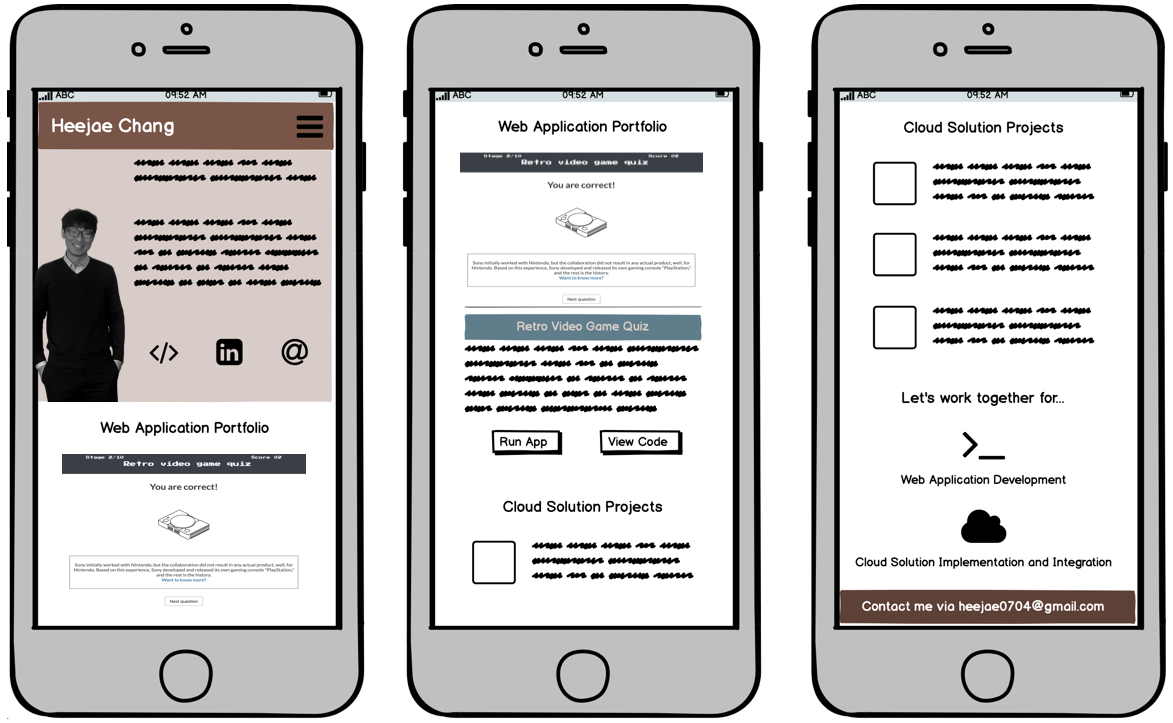 ABC 09:52 AM
Heejae Chang
</>
in
@
Web Application Portfolio
Stage 2/10 Score 02
Retro video game quiz
You are correct!
Sony initially worked with Nintendo, but the collaboration did not result in any actual product, well, for
Nintendo. Based on this experience, Sony developed and released its own gaming console "PlayStation,"
and the rest is the history.
Want to know more?
Next question
ABC 09:52 AM
Web Application Portfolio
Stage 2/10 Score 02
Retro video game quiz
You are correct!
Sony initially worked with Nintendo, but the collaboration did not result in any actual product, well, for
Nintendo. Based on this experience, Sony developed and released its own gaming console "PlayStation,"
and the rest is the history.
Want to know more?
Next question
Retro Video Game Quiz
Run App View Code
Cloud Solution Projects
ABC 09:52 AM
Cloud Solution Projects
Let's work together for...
>_
Web Application Development
Cloud Solution Implementation and Integration
Contact me via heejae0704@gmail.com